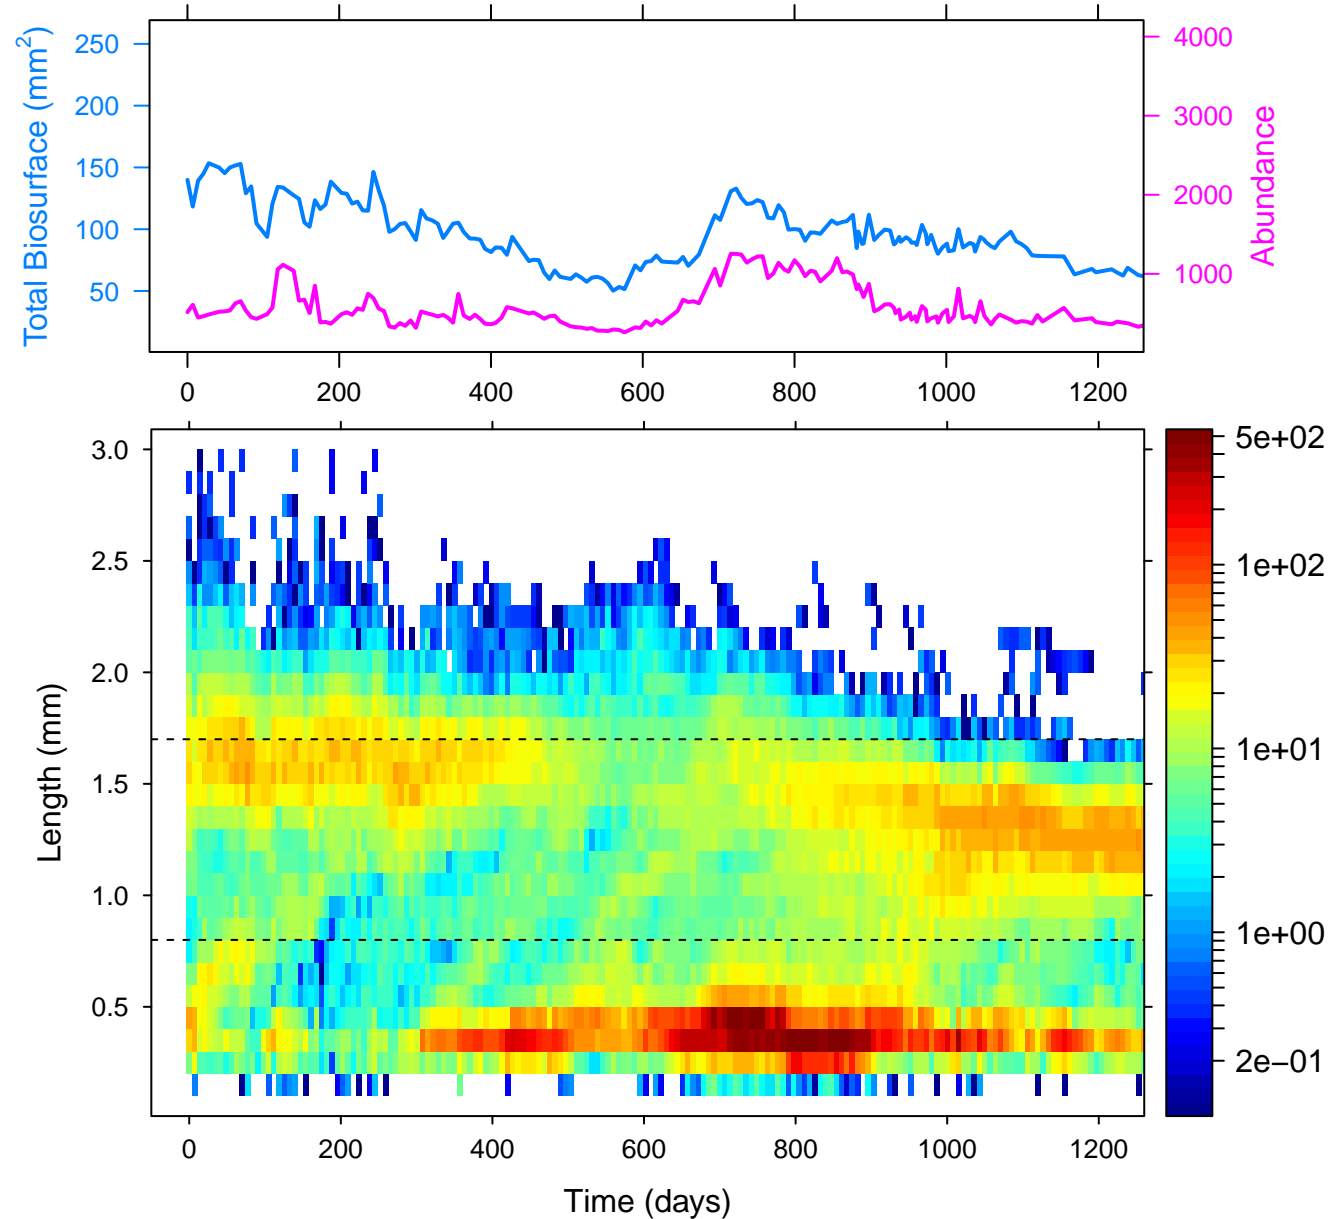 Total Biosurface (mm²)
250
200
150
100
50
4000
3000
2000
1000
Abundance
0 200 400 600 800 1000 1200
Length (mm)
3.0
2.5
2.0
1.5
1.0
0.5
5e+02
1e+02
1e+01
1e+00
2e−01
0 200 400 600 800 1000 1200
Time (days)